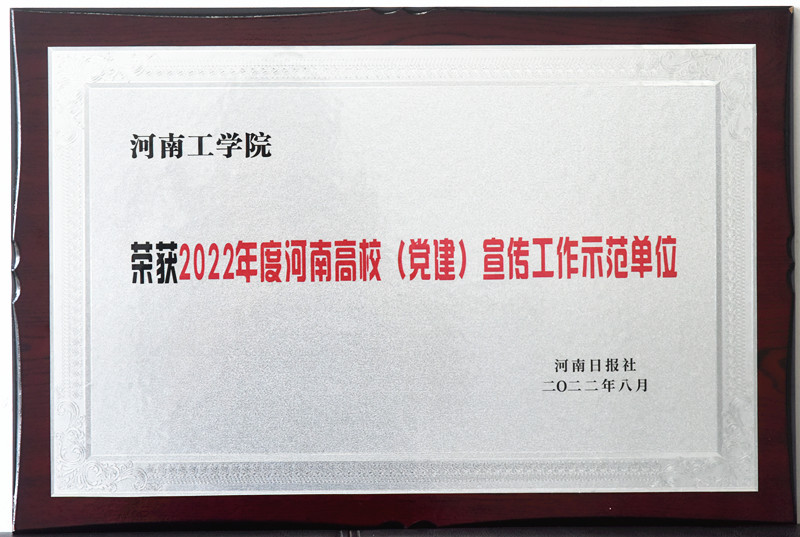 河南工学院
荣获2022年度河南高校（党建）宣传工作示范单位
河南日报社
二〇二二年八月